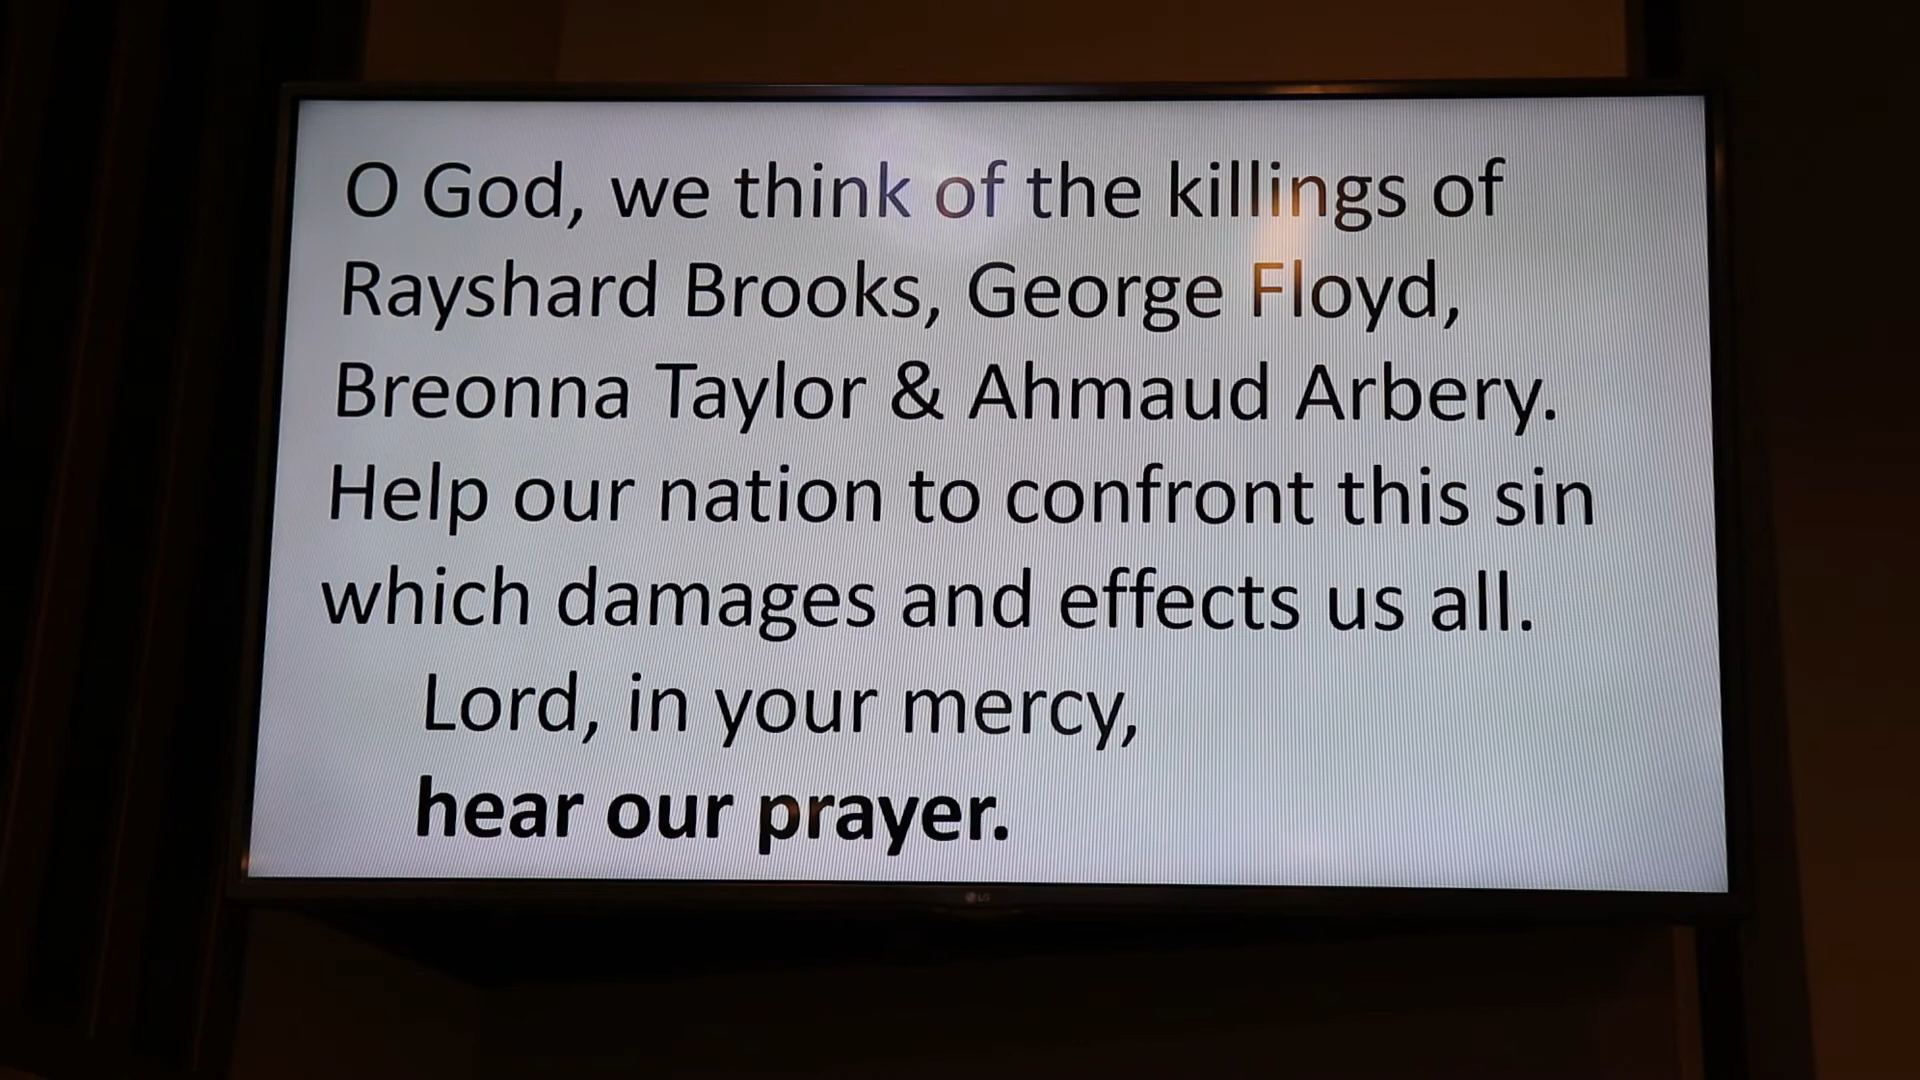 O God, we think of the killings of
Rayshard Brooks, George Floyd,
Breonna Taylor & Ahmaud Arbery.
Help our nation to confront this sin
which damages and effects us all.
Lord, in your mercy,
hear our prayer.
LG